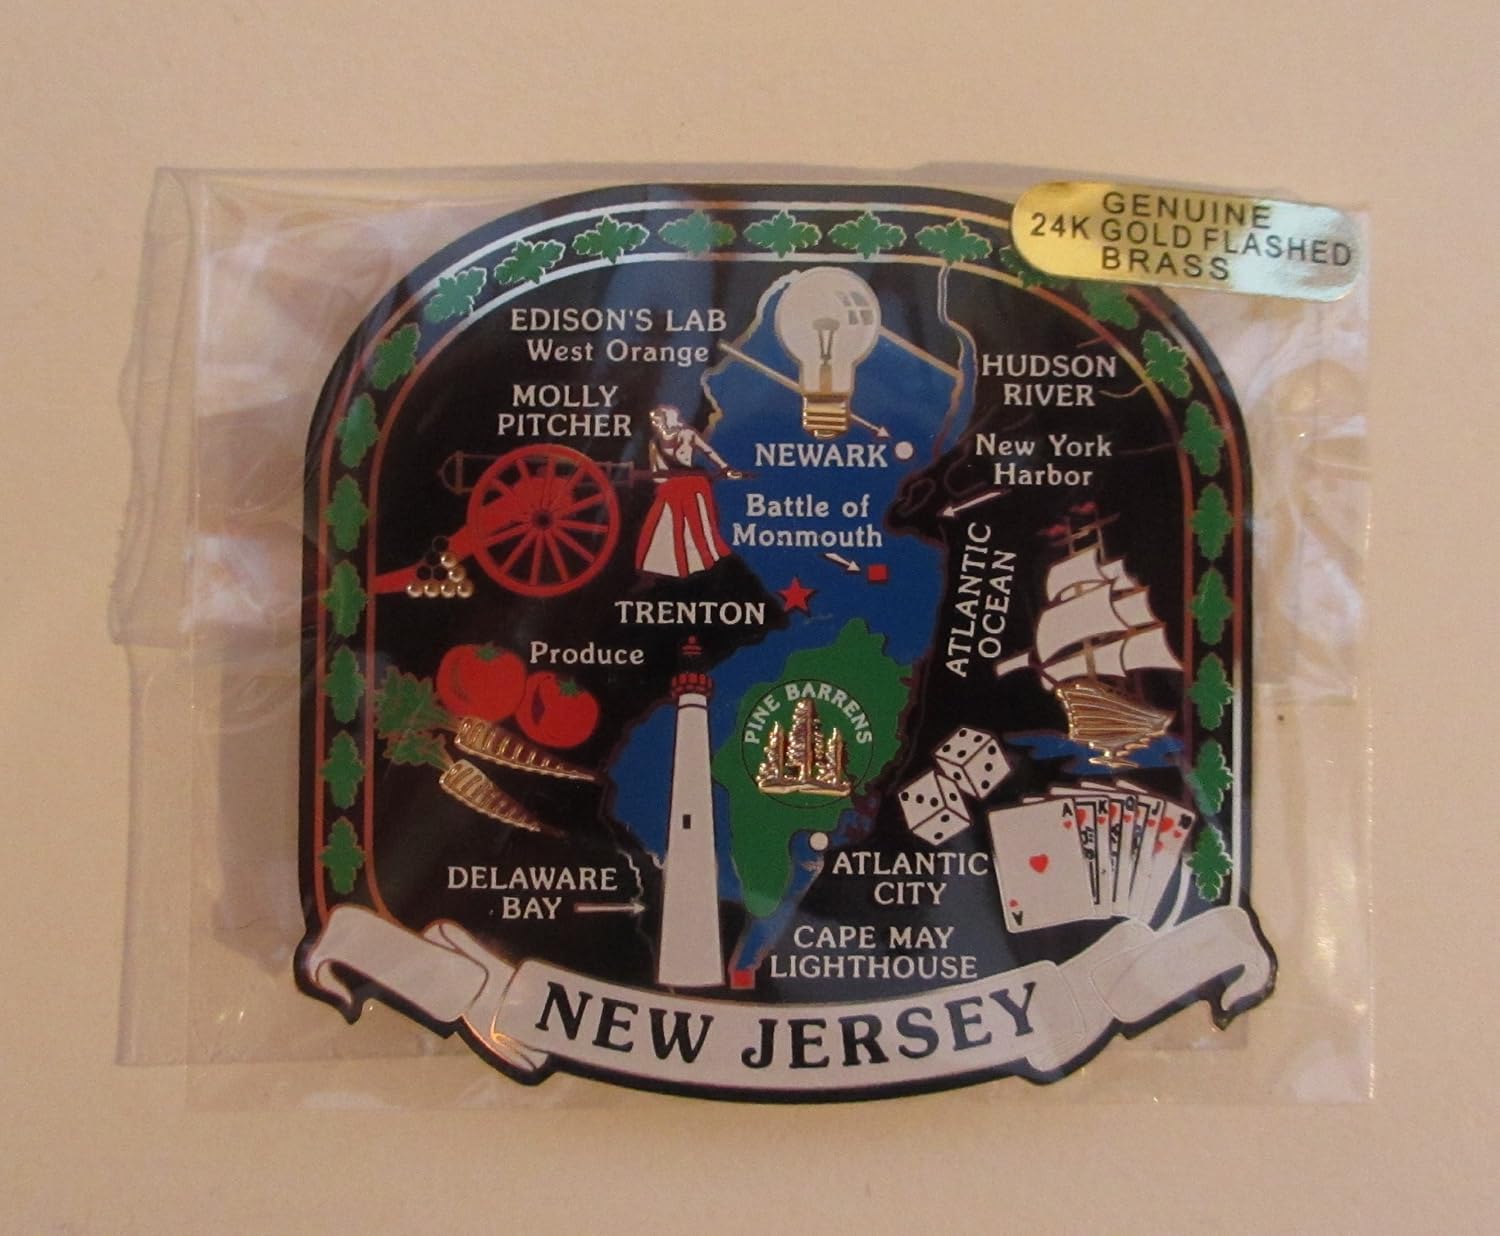 GENUINE
24K GOLD FLASHED
BRASS
EDISON'S LAB
West Orange
MOLLY
PITCHER
HUDSON
RIVER
NEWARK
New York
Harbor
Battle of
Monmouth
ATLANTIC
OCEAN
TRENTON
Produce
PINE BARRENS
A K Q J 10
A
ATLANTIC
CITY
DELAWARE
BAY
CAPE MAY
LIGHTHOUSE
NEW JERSEY